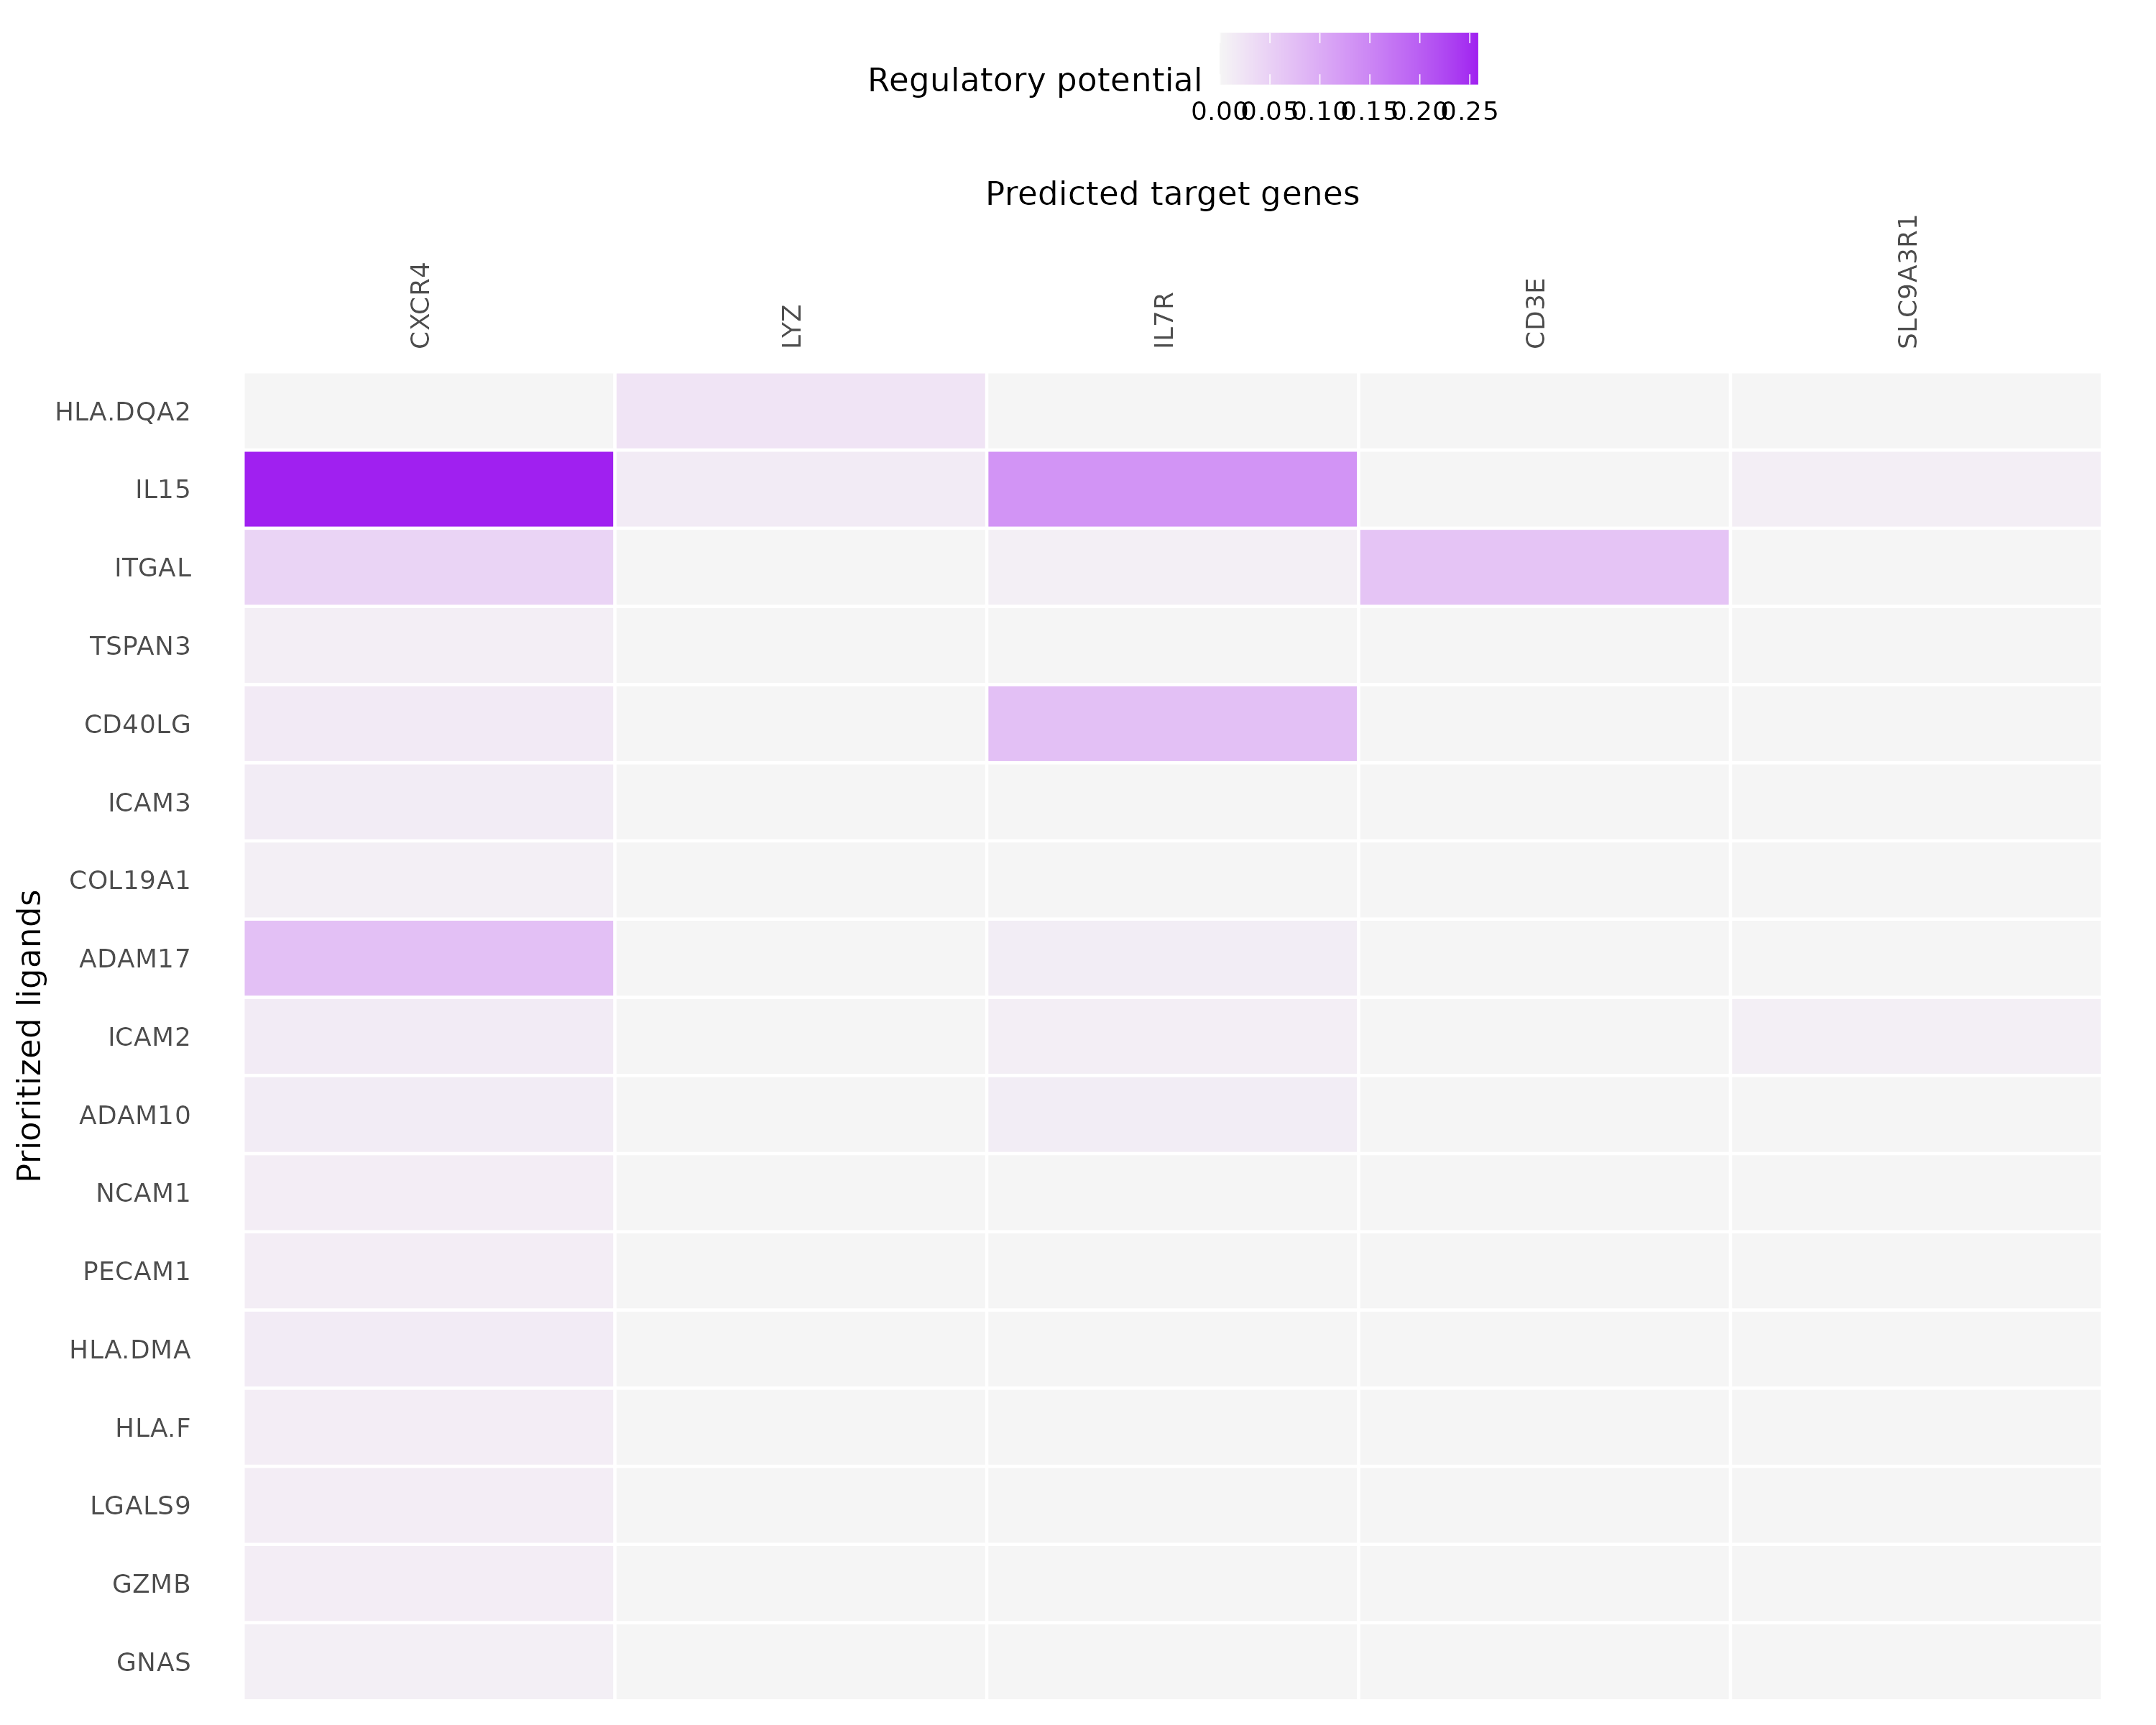 Regulatory potential
0.00 0.05 0.10 0.15 0.20 0.25
Predicted target genes
CXCR4 LYZ IL7R CD3E SLC9A3R1
Prioritized ligands
HLA.DQA2
IL15
ITGAL
TSPAN3
CD40LG
ICAM3
COL19A1
ADAM17
ICAM2
ADAM10
NCAM1
PECAM1
HLA.DMA
HLA.F
LGALS9
GZMB
GNAS